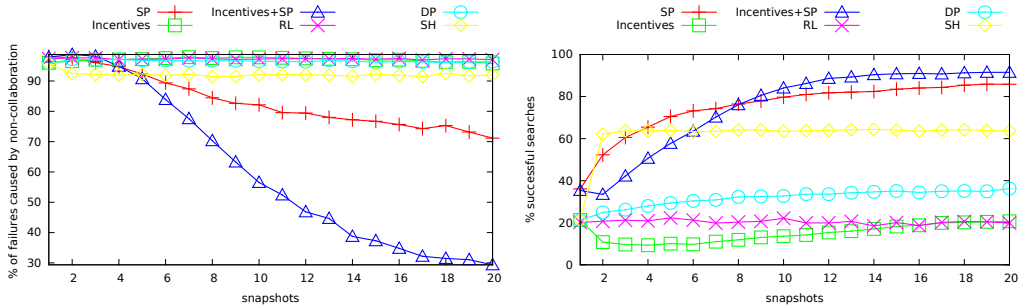 SP Incentives+SP DP
Incentives RL SH
% of failures caused by non-collaboration
90
80
70
60
50
40
30
2 4 6 8 10 12 14 16 18 20
snapshots
SP Incentives+SP DP
Incentives RL SH
% successful searches
100
80
60
40
20
0
2 4 6 8 10 12 14 16 18 20
snapshots